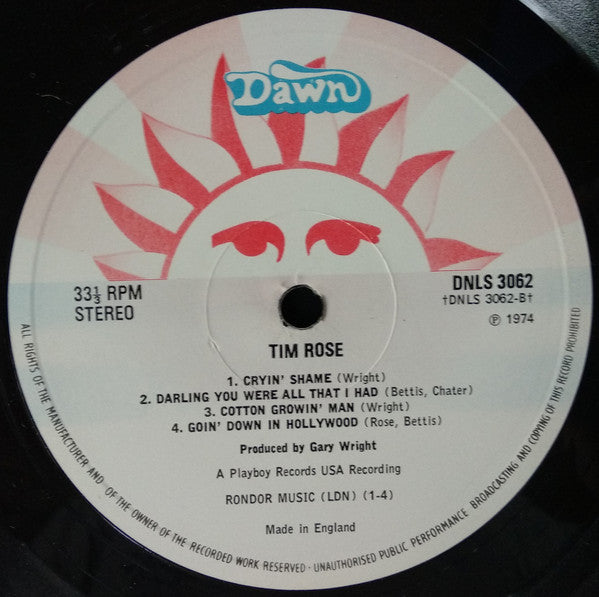 Dawn
33⅓ RPM
STEREO
DNLS 3062
†DNLS 3062-B†
℗ 1974
TIM ROSE
1. CRYIN' SHAME (Wright)
2. DARLING YOU WERE ALL THAT I HAD (Bettis, Chater)
3. COTTON GROWIN' MAN (Wright)
4. GOIN' DOWN IN HOLLYWOOD (Rose, Bettis)
Produced by Gary Wright
A Playboy Records USA Recording
RONDOR MUSIC (LDN) (1-4)
Made in England
ALL RIGHTS OF THE MANUFACTURER AND · OF THE OWNER OF THE RECORDED WORK RESERVED · UNAUTHORISED PUBLIC PERFORMANCE BROADCASTING AND COPYING OF THIS RECORD PROHIBITED